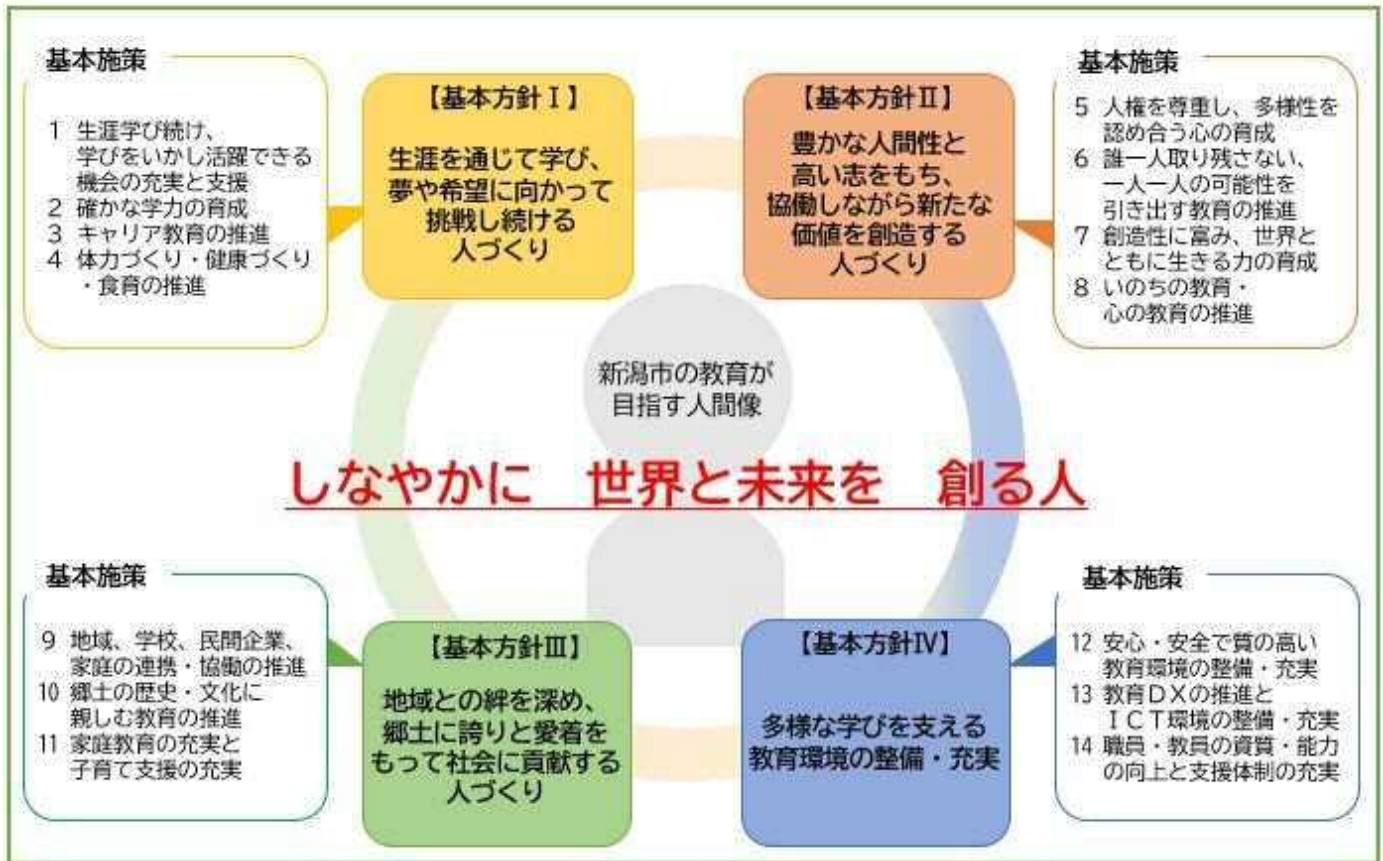 基本施策
1 生涯学び続け、
学びをいかし活躍できる
機会の充実と支援
2 確かな学力の育成
3 キャリア教育の推進
4 体力づくり・健康づくり
・食育の推進
【基本方針Ⅰ】
生涯を通じて学び、
夢や希望に向かって
挑戦し続ける
人づくり
【基本方針Ⅱ】
豊かな人間性と
高い志をもち、
協働しながら新たな
価値を創造する
人づくり
基本施策
5 人権を尊重し、多様性を
認め合う心の育成
6 誰一人取り残さない、
一人一人の可能性を
引き出す教育の推進
7 創造性に富み、世界と
ともに生きる力の育成
8 いのちの教育・
心の教育の推進
新潟市の教育が
目指す人間像
しなやかに 世界と未来を 創る人
基本施策
9 地域、学校、民間企業、
家庭の連携・協働の推進
10 郷土の歴史・文化に
親しむ教育の推進
11 家庭教育の充実と
子育て支援の充実
【基本方針Ⅲ】
地域との絆を深め、
郷土に誇りと愛着を
もって社会に貢献する
人づくり
【基本方針Ⅳ】
多様な学びを支える
教育環境の整備・充実
基本施策
12 安心・安全で質の高い
教育環境の整備・充実
13 教育DXの推進と
ICT環境の整備・充実
14 職員・教員の資質・能力
の向上と支援体制の充実